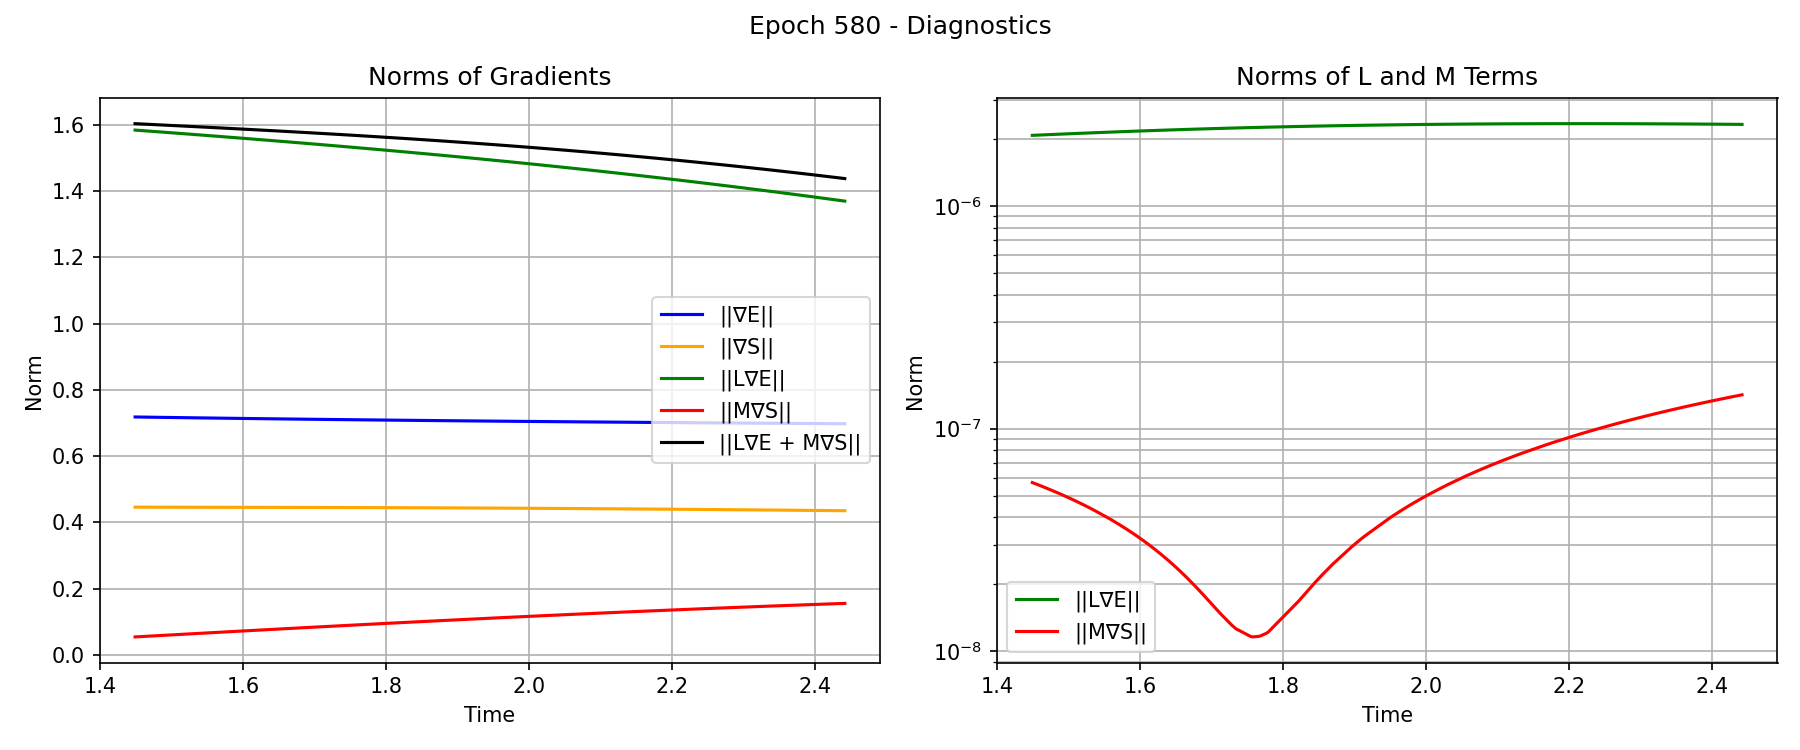 Epoch 580 - Diagnostics
Norms of Gradients
Norm
1.6
1.4
1.2
1.0
0.8
0.6
0.4
0.2
0.0
||∇E||
||∇S||
||L∇E||
||M∇S||
||L∇E + M∇S||
1.4 1.6 1.8 2.0 2.2 2.4
Time
Norms of L and M Terms
Norm
10⁻⁶
10⁻⁷
10⁻⁸
||L∇E||
||M∇S||
1.4 1.6 1.8 2.0 2.2 2.4
Time